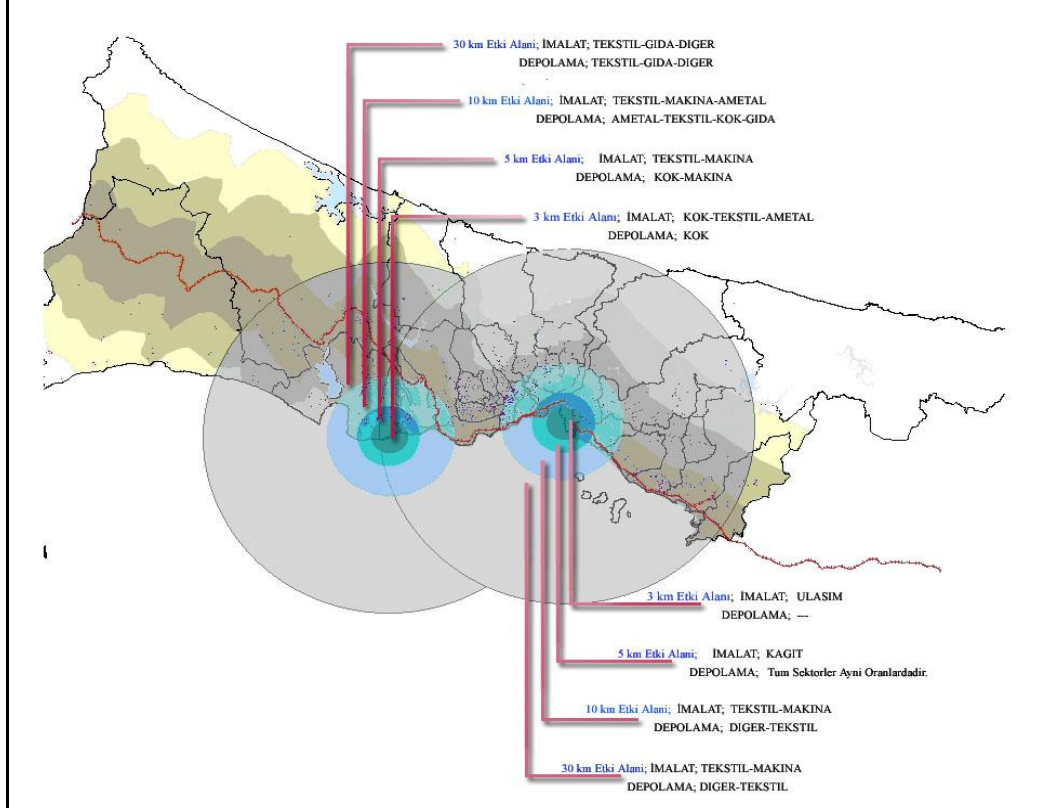 30 km Etki Alani; İMALAT; TEKSTIL-GIDA-DIGER
DEPOLAMA; TEKSTIL-GIDA-DIGER
10 km Etki Alani; İMALAT; TEKSTIL-MAKINA-AMETAL
DEPOLAMA; AMETAL-TEKSTIL-KOK-GIDA
5 km Etki Alani; İMALAT; TEKSTIL-MAKINA
DEPOLAMA; KOK-MAKINA
3 km Etki Alanı; İMALAT; KOK-TEKSTIL-AMETAL
DEPOLAMA; KOK
3 km Etki Alanı; İMALAT; ULASIM
DEPOLAMA; ---
5 km Etki Alani; İMALAT; KAGIT
DEPOLAMA; Tum Sektorler Ayni Oranlardadir.
10 km Etki Alani; İMALAT; TEKSTIL-MAKINA
DEPOLAMA; DIGER-TEKSTIL
30 km Etki Alani; İMALAT; TEKSTIL-MAKINA
DEPOLAMA; DIGER-TEKSTIL